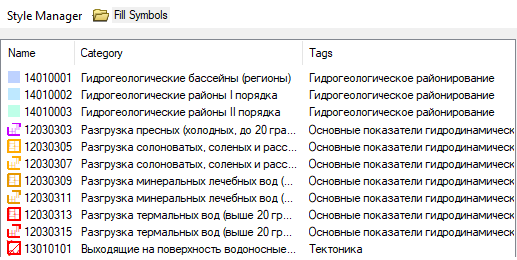 Style Manager Fill Symbols
Name Category Tags
14010001 Гидрогеологические бассейны (регионы) Гидрогеологическое районирование
14010002 Гидрогеологические районы I порядка Гидрогеологическое районирование
14010003 Гидрогеологические районы II порядка Гидрогеологическое районирование
12030303 Разгрузка пресных (холодных, до 20 гра... Основные показатели гидродинамическ
12030305 Разгрузка солоноватых, соленых и расс... Основные показатели гидродинамическ
12030307 Разгрузка солоноватых, соленых и расс... Основные показатели гидродинамическ
12030309 Разгрузка минеральных лечебных вод (... Основные показатели гидродинамическ
12030311 Разгрузка минеральных лечебных вод (... Основные показатели гидродинамическ
12030313 Разгрузка термальных вод (выше 20 гр... Основные показатели гидродинамическ
12030315 Разгрузка термальных вод (выше 20 гр... Основные показатели гидродинамическ
13010101 Выходящие на поверхность водоносные... Тектоника